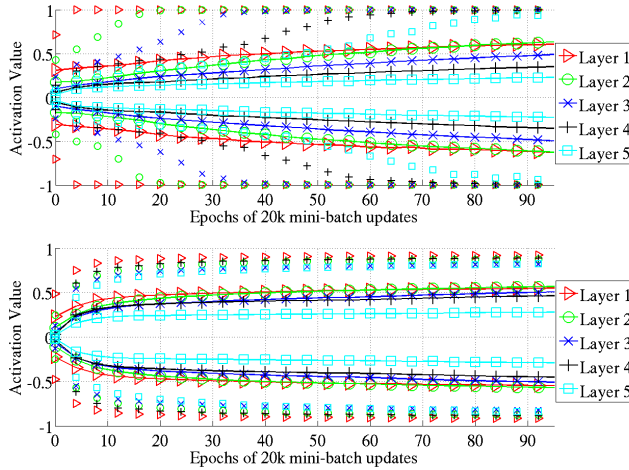 1
0.5
0
-0.5
-1
Activation Value
0 10 20 30 40 50 60 70 80 90
Epochs of 20k mini-batch updates
Layer 1
Layer 2
Layer 3
Layer 4
Layer 5
1
0.5
0
-0.5
-1
Activation Value
0 10 20 30 40 50 60 70 80 90
Epochs of 20k mini-batch updates
Layer 1
Layer 2
Layer 3
Layer 4
Layer 5